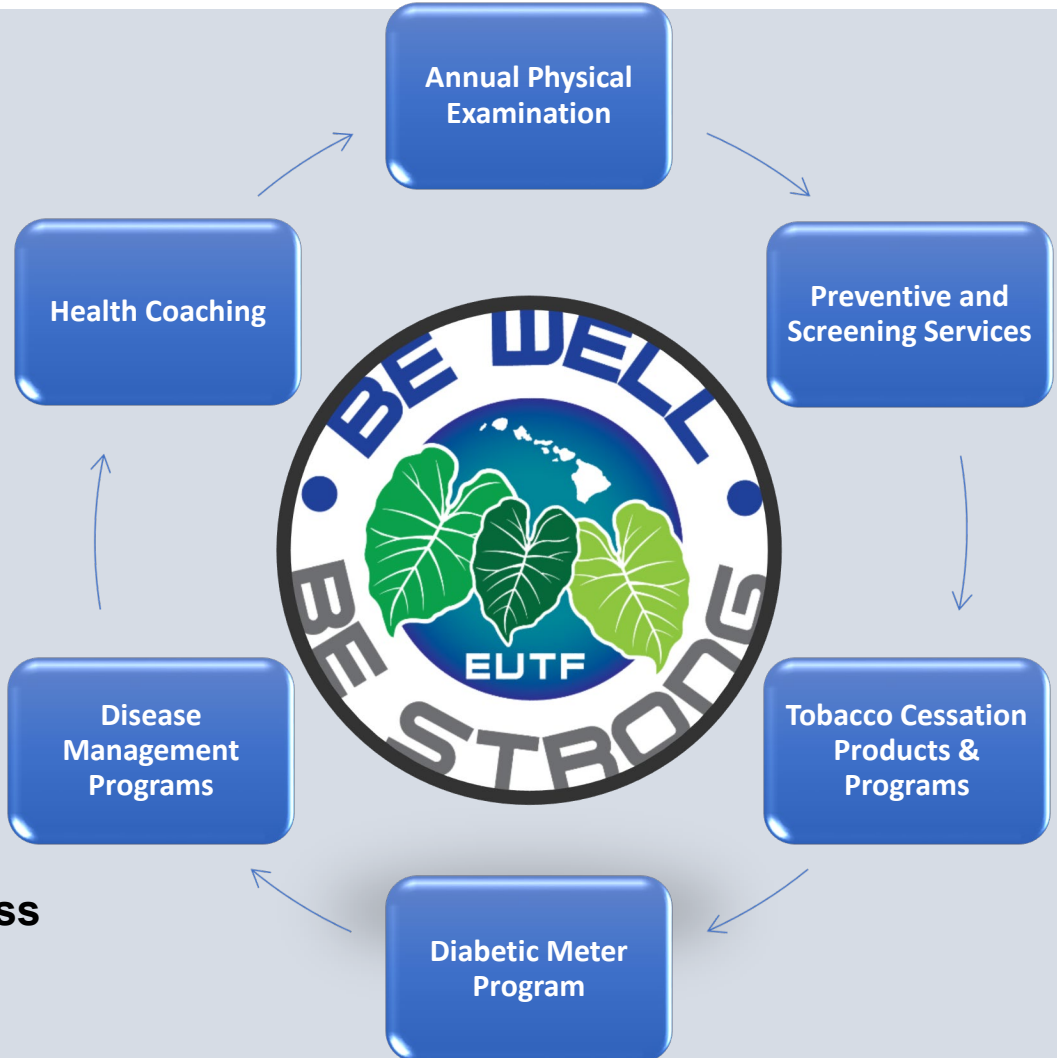 Annual Physical
Examination
Preventive and
Screening Services
Tobacco Cessation
Products &
Programs
Diabetic Meter
Program
Disease
Management
Programs
Health Coaching
• BE WELL •
BE STRONG
EUTF
ss